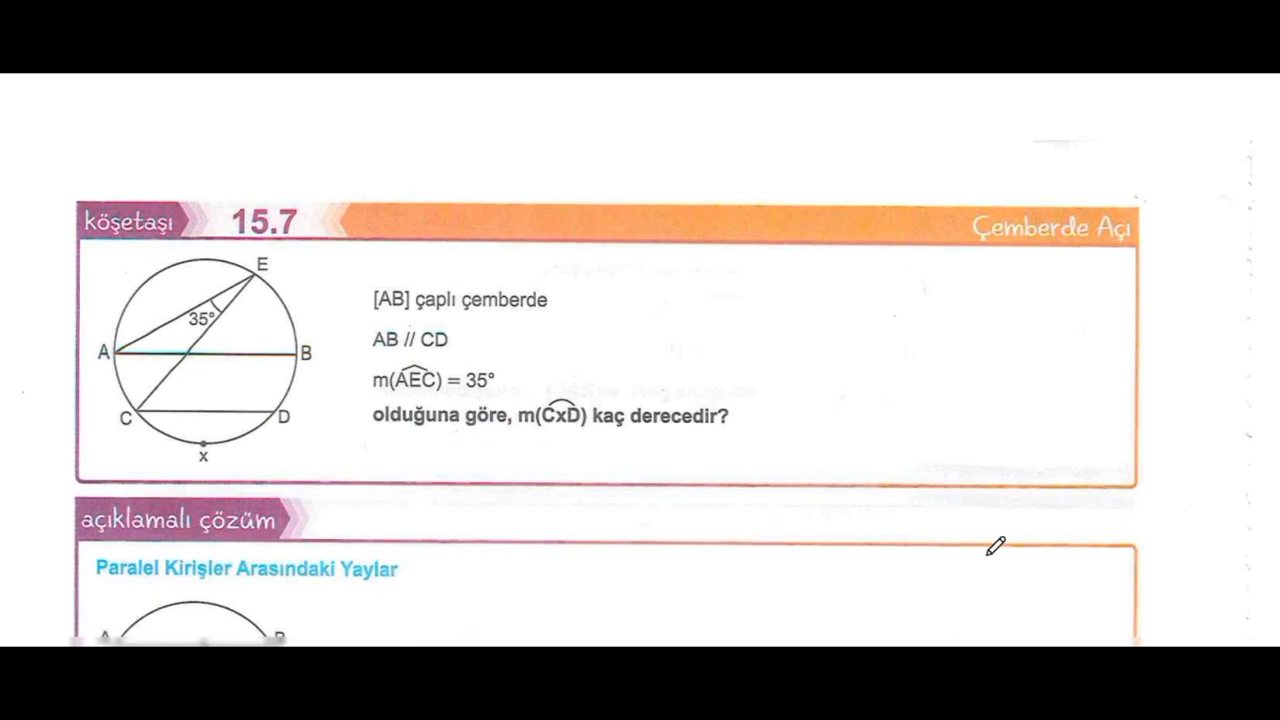 köşetaşı 15.7 Çemberde Açı
E
35°
A B
C D
x
[AB] çaplı çemberde
AB // CD
m(AEC) = 35°
olduğuna göre, m(CxD) kaç derecedir?
açıklamalı çözüm
Paralel Kirişler Arasındaki Yaylar